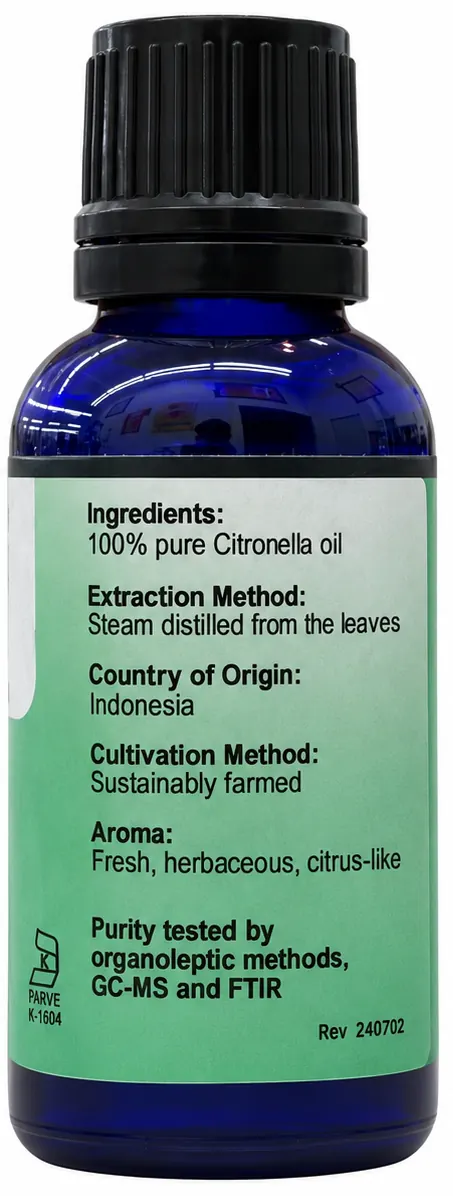 Ingredients:
100% pure Citronella oil
Extraction Method:
Steam distilled from the leaves
Country of Origin:
Indonesia
Cultivation Method:
Sustainably farmed
Aroma:
Fresh, herbaceous, citrus-like
Purity tested by
organoleptic methods,
GC-MS and FTIR
K
PARVE
K-1604
Rev 240702